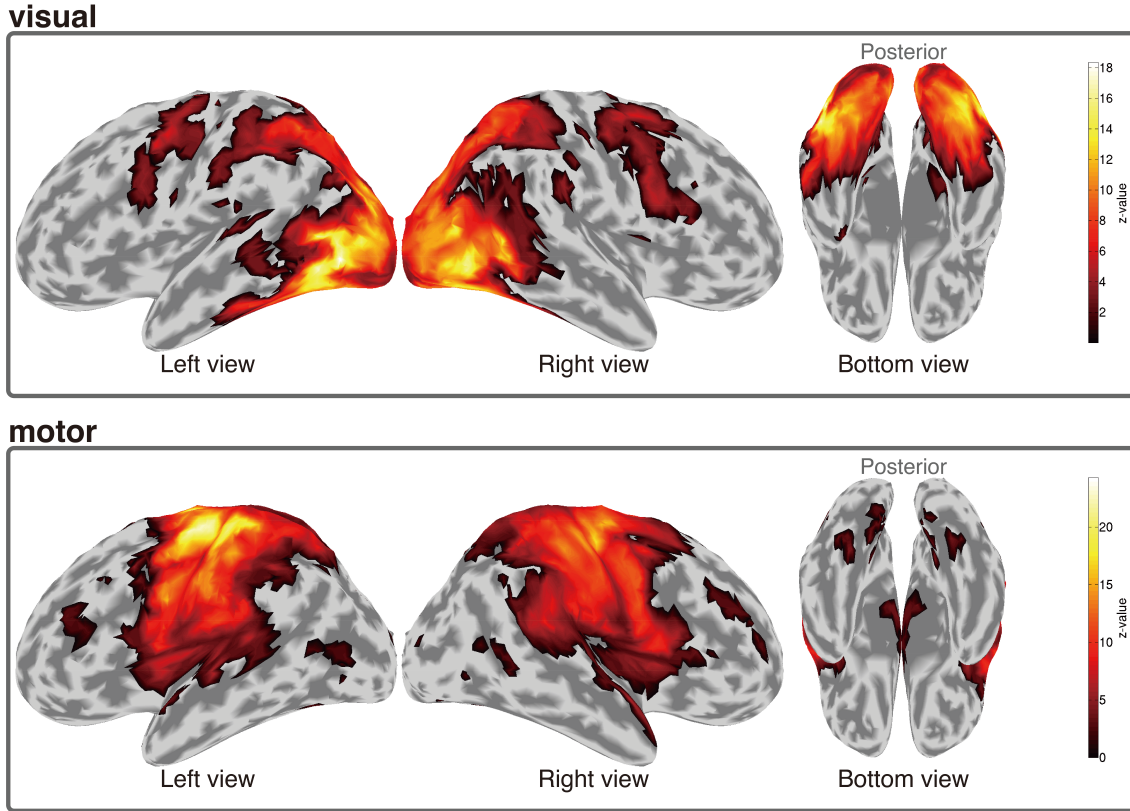 visual
Posterior
18
16
14
12
10
8
6
4
2
z-value
Left view
Right view
Bottom view
motor
Posterior
20
15
10
5
0
z-value
Left view
Right view
Bottom view